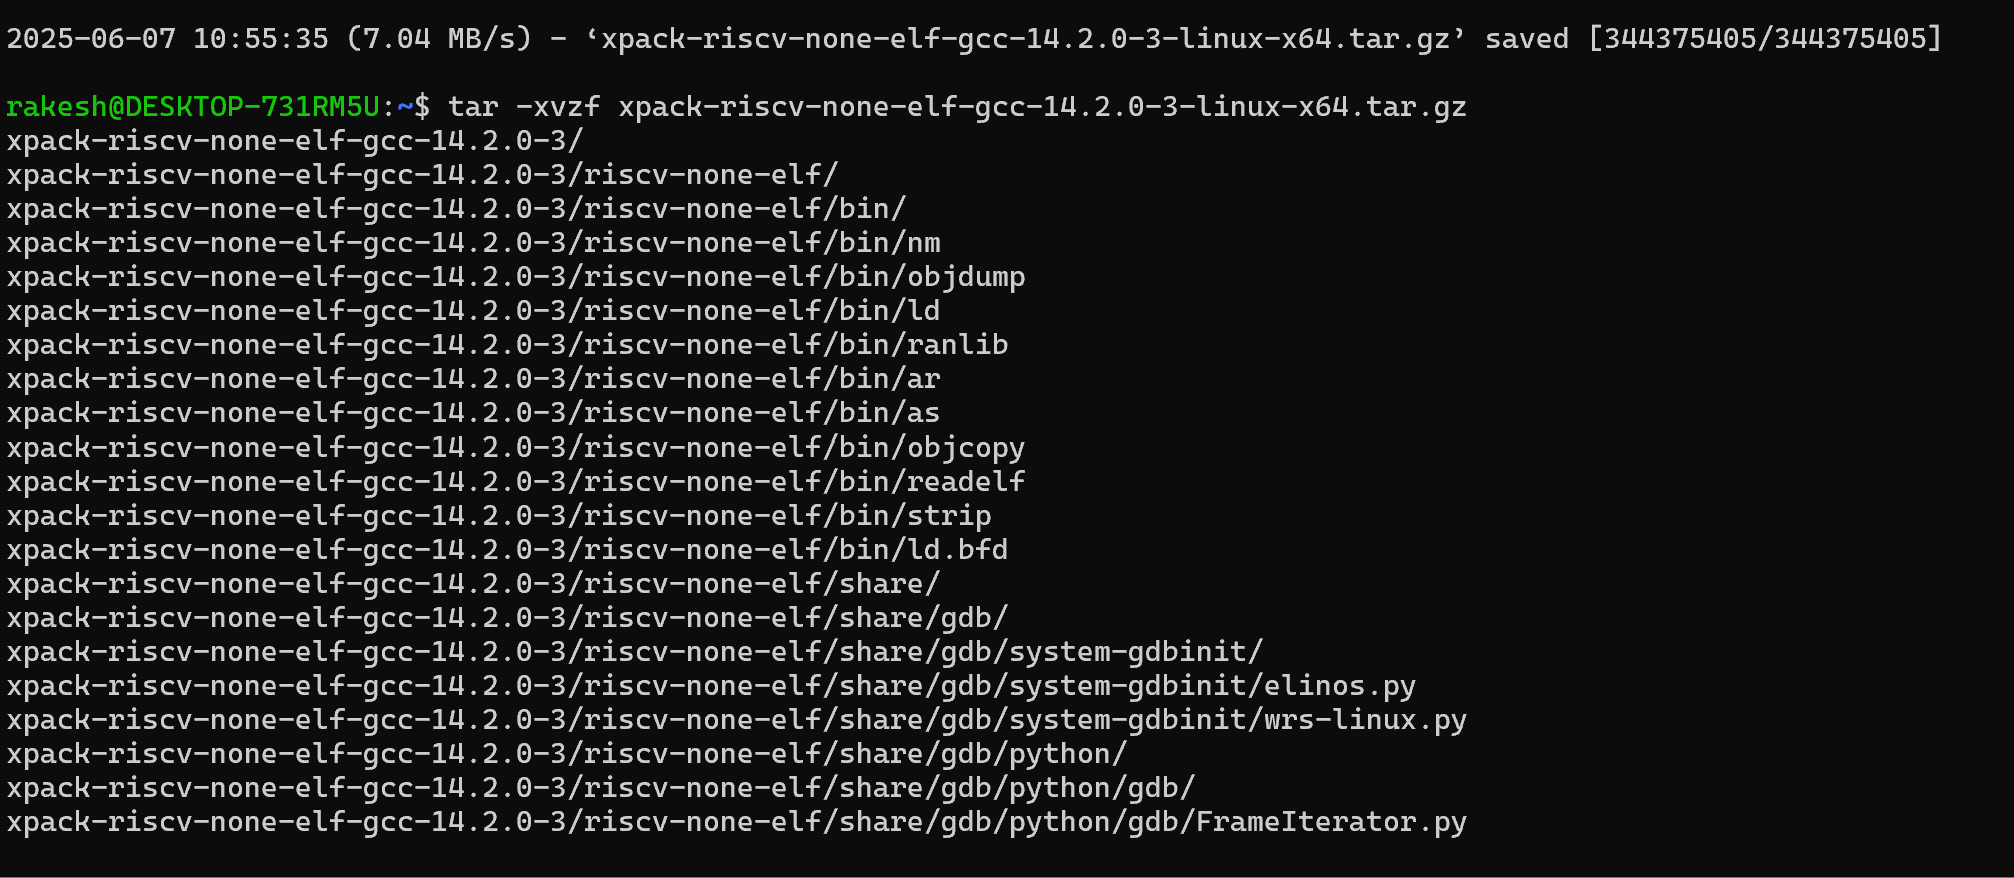 2025-06-07 10:55:35 (7.04 MB/s) - ‘xpack-riscv-none-elf-gcc-14.2.0-3-linux-x64.tar.gz’ saved [344375405/344375405]
rakesh@DESKTOP-731RM5U:~$ tar -xvzf xpack-riscv-none-elf-gcc-14.2.0-3-linux-x64.tar.gz
xpack-riscv-none-elf-gcc-14.2.0-3/
xpack-riscv-none-elf-gcc-14.2.0-3/riscv-none-elf/
xpack-riscv-none-elf-gcc-14.2.0-3/riscv-none-elf/bin/
xpack-riscv-none-elf-gcc-14.2.0-3/riscv-none-elf/bin/nm
xpack-riscv-none-elf-gcc-14.2.0-3/riscv-none-elf/bin/objdump
xpack-riscv-none-elf-gcc-14.2.0-3/riscv-none-elf/bin/ld
xpack-riscv-none-elf-gcc-14.2.0-3/riscv-none-elf/bin/ranlib
xpack-riscv-none-elf-gcc-14.2.0-3/riscv-none-elf/bin/ar
xpack-riscv-none-elf-gcc-14.2.0-3/riscv-none-elf/bin/as
xpack-riscv-none-elf-gcc-14.2.0-3/riscv-none-elf/bin/objcopy
xpack-riscv-none-elf-gcc-14.2.0-3/riscv-none-elf/bin/readelf
xpack-riscv-none-elf-gcc-14.2.0-3/riscv-none-elf/bin/strip
xpack-riscv-none-elf-gcc-14.2.0-3/riscv-none-elf/bin/ld.bfd
xpack-riscv-none-elf-gcc-14.2.0-3/riscv-none-elf/share/
xpack-riscv-none-elf-gcc-14.2.0-3/riscv-none-elf/share/gdb/
xpack-riscv-none-elf-gcc-14.2.0-3/riscv-none-elf/share/gdb/system-gdbinit/
xpack-riscv-none-elf-gcc-14.2.0-3/riscv-none-elf/share/gdb/system-gdbinit/elinos.py
xpack-riscv-none-elf-gcc-14.2.0-3/riscv-none-elf/share/gdb/system-gdbinit/wrs-linux.py
xpack-riscv-none-elf-gcc-14.2.0-3/riscv-none-elf/share/gdb/python/
xpack-riscv-none-elf-gcc-14.2.0-3/riscv-none-elf/share/gdb/python/gdb/
xpack-riscv-none-elf-gcc-14.2.0-3/riscv-none-elf/share/gdb/python/gdb/FrameIterator.py